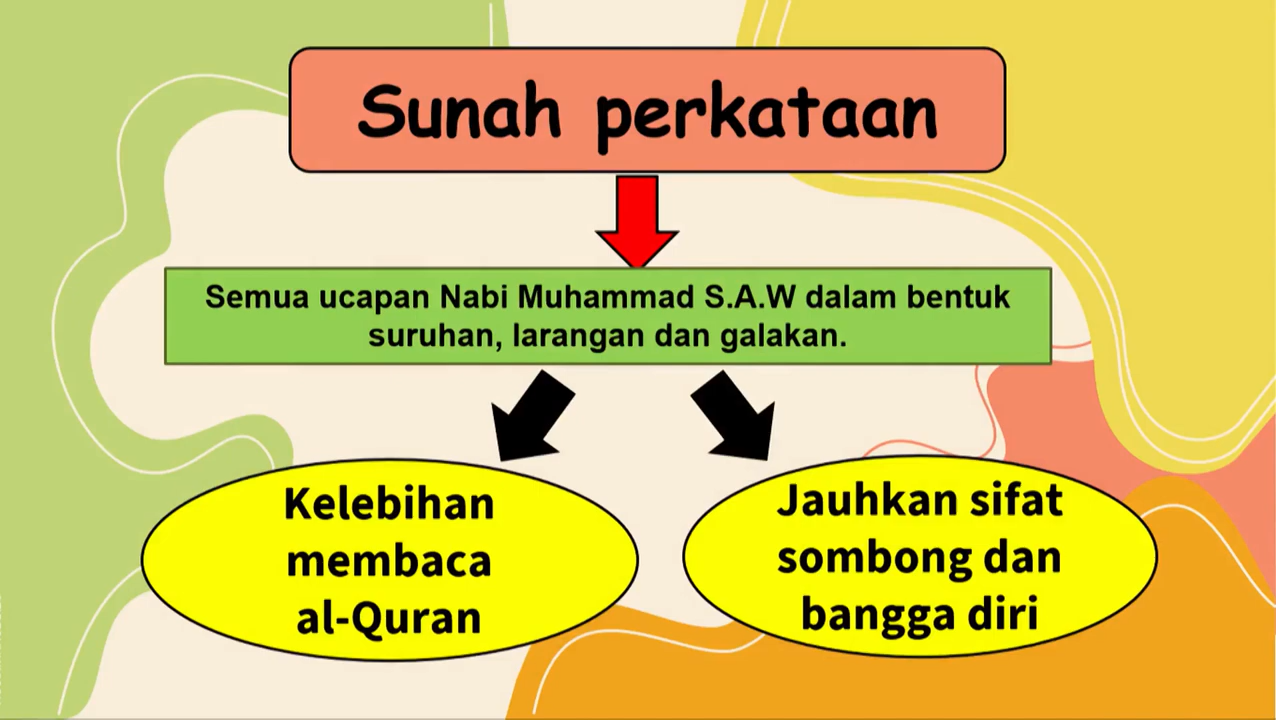 Sunah perkataan
Semua ucapan Nabi Muhammad S.A.W dalam bentuk
suruhan, larangan dan galakan.
Kelebihan
membaca
al-Quran
Jauhkan sifat
sombong dan
bangga diri